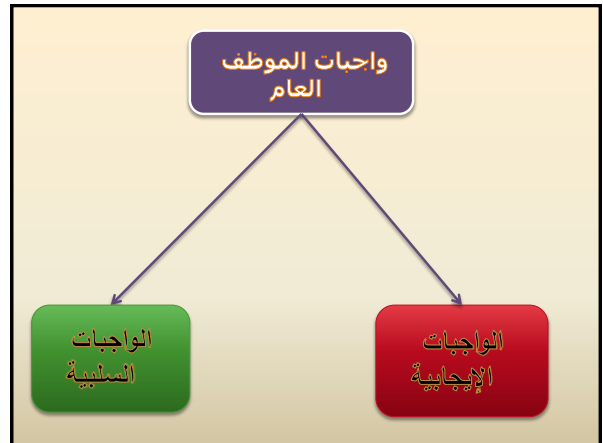 واجبات الموظف
العام
الواجبات
الإيجابية
الواجبات
السلبية